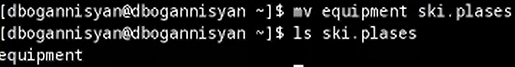 [dbogannisyan@dbogannisyan ~]$ mv equipment ski.plases
[dbogannisyan@dbogannisyan ~]$ ls ski.plases
equipment